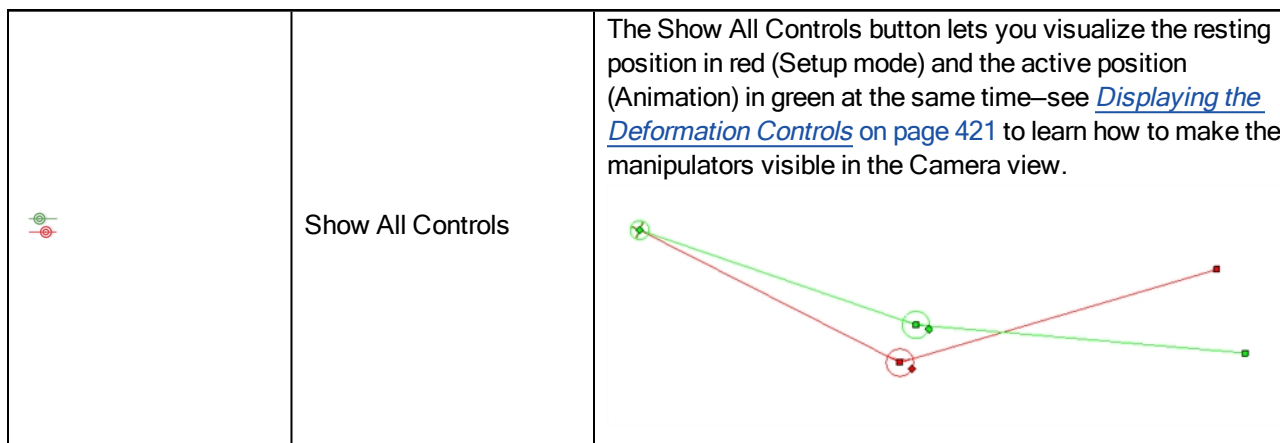 Show All Controls
The Show All Controls button lets you visualize the resting
position in red (Setup mode) and the active position
(Animation) in green at the same time—see Displaying the
Deformation Controls on page 421 to learn how to make the
manipulators visible in the Camera view.